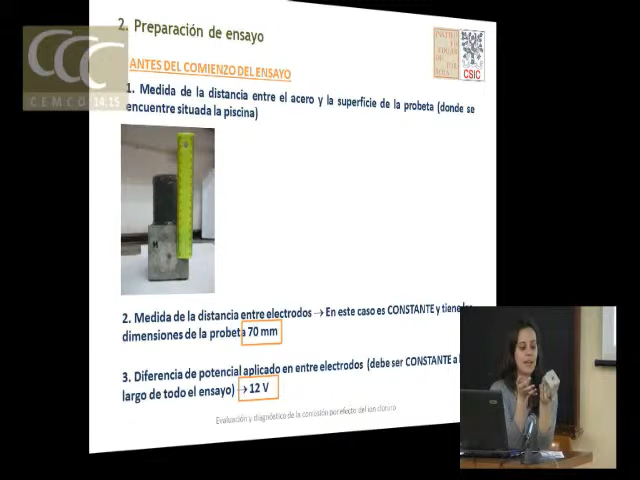 2. Preparación de ensayo
CCC
CEMCO 14.15
ANTES DEL COMIENZO DEL ENSAYO
CSIC
1. Medida de la distancia entre el acero y la superficie de la probeta (donde se
encuentre situada la piscina)
2. Medida de la distancia entre electrodos → En este caso es CONSTANTE y tiene
dimensiones de la probeta 70 mm
3. Diferencia de potencial aplicado en entre electrodos (debe ser CONSTANTE a
largo de todo el ensayo) → 12 V
Evaluación y diagnóstico de la corrosión por efecto del ion cloruro